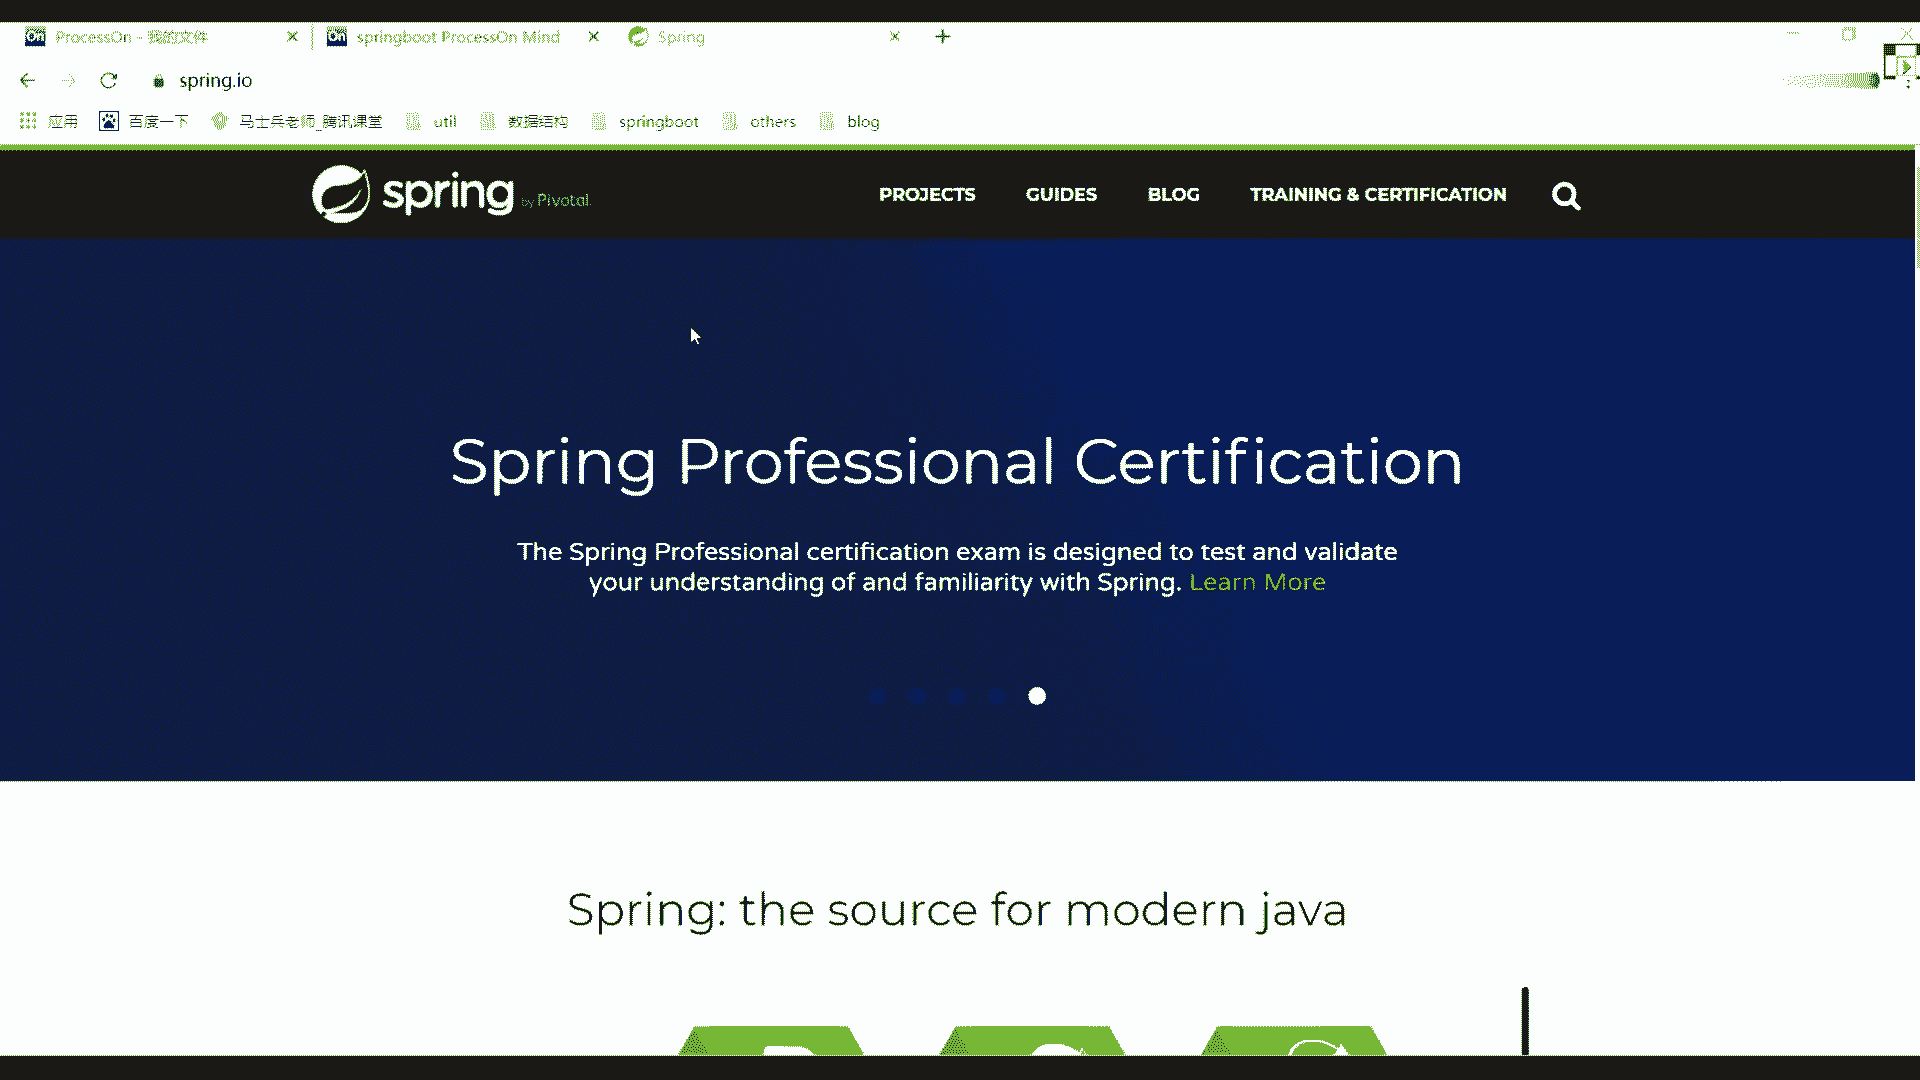 ProcessOn - 我的文件
springboot ProcessOn Mind
Spring
spring.io
应用
百度一下
马士兵老师_腾讯课堂
util
数据结构
springboot
others
blog
spring by Pivotal.
PROJECTS
GUIDES
BLOG
TRAINING & CERTIFICATION
Spring Professional Certification
The Spring Professional certification exam is designed to test and validate
your understanding of and familiarity with Spring. Learn More
Spring: the source for modern java